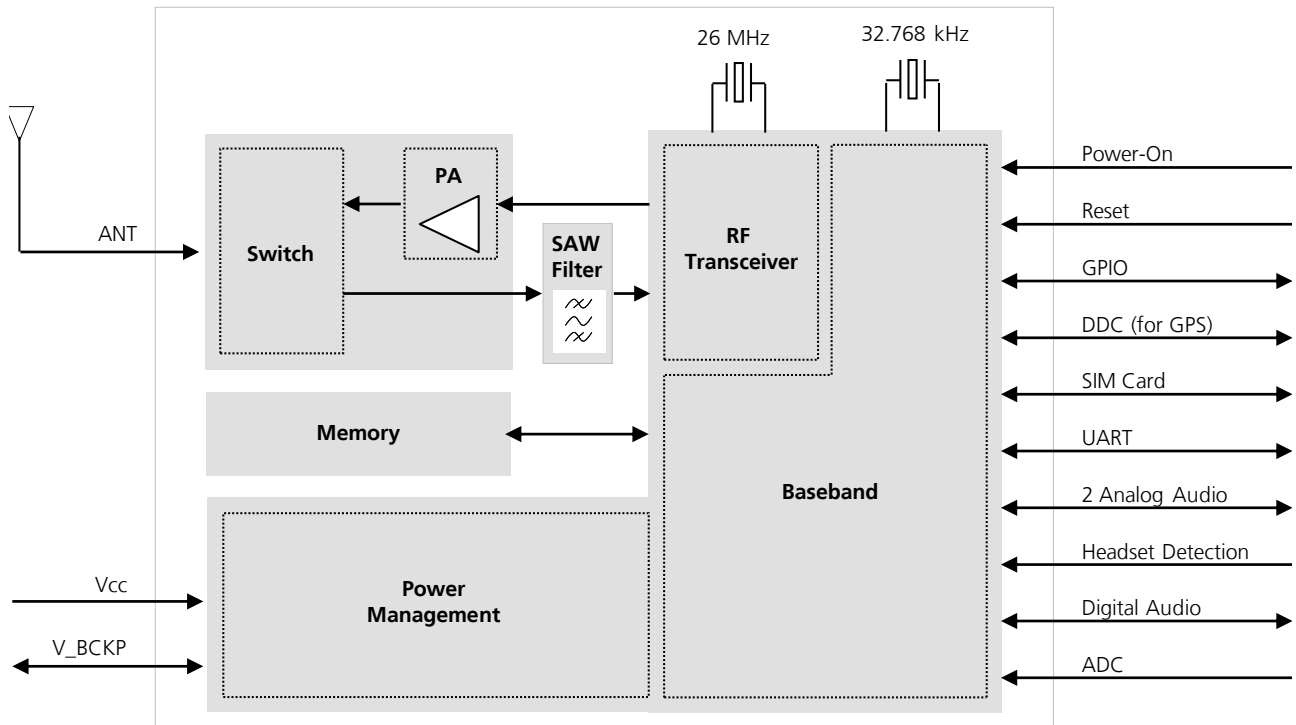 26 MHz
32.768 kHz
ANT
Switch
PA
SAW
Filter
RF
Transceiver
Memory
Baseband
Power
Management
Vcc
V_BCKP
Power-On
Reset
GPIO
DDC (for GPS)
SIM Card
UART
2 Analog Audio
Headset Detection
Digital Audio
ADC